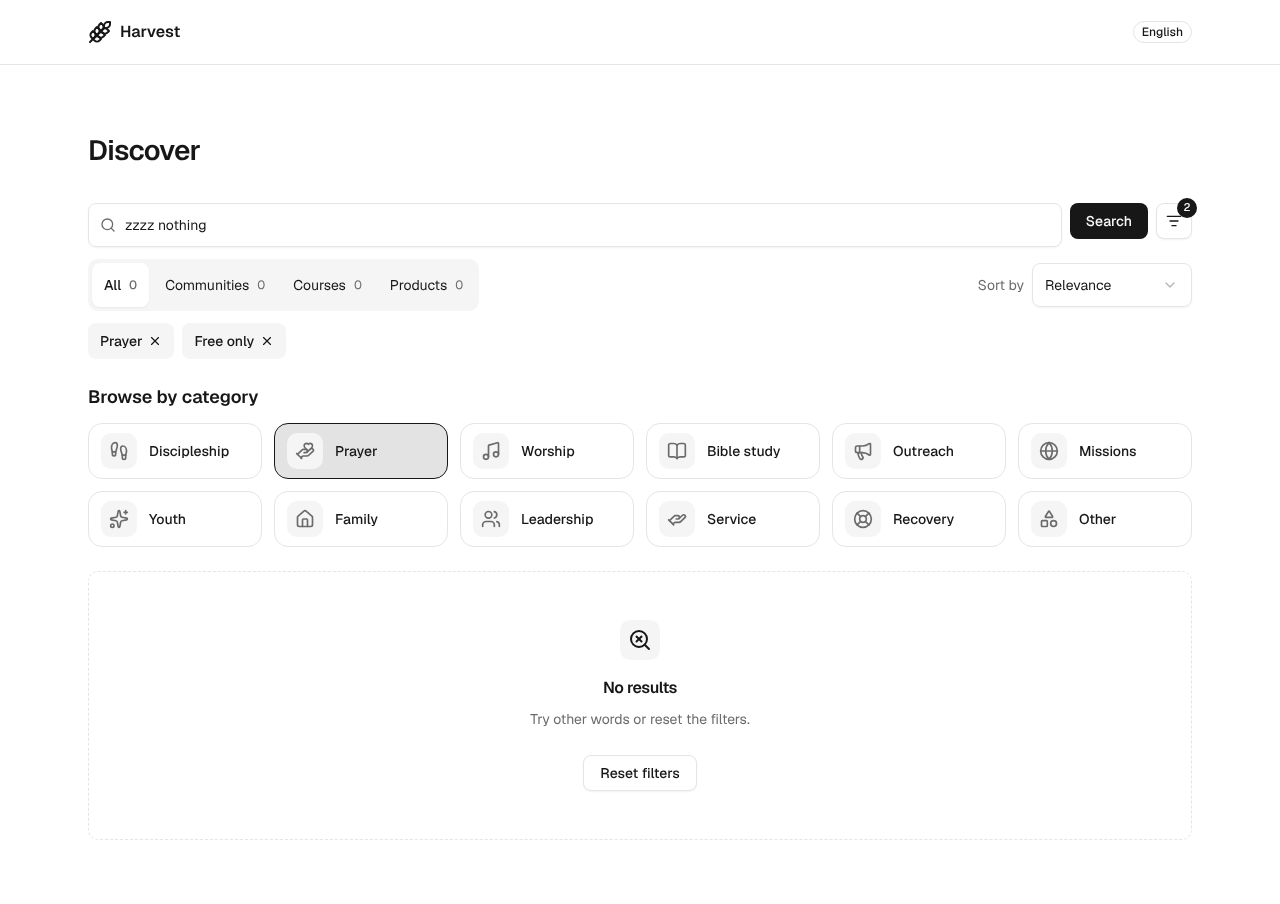 Harvest
English
Discover
zzzz nothing
Search
2
All 0 Communities 0 Courses 0 Products 0
Sort by Relevance
Prayer Free only
Browse by category
Discipleship Prayer Worship Bible study Outreach Missions
Youth Family Leadership Service Recovery Other
No results
Try other words or reset the filters.
Reset filters